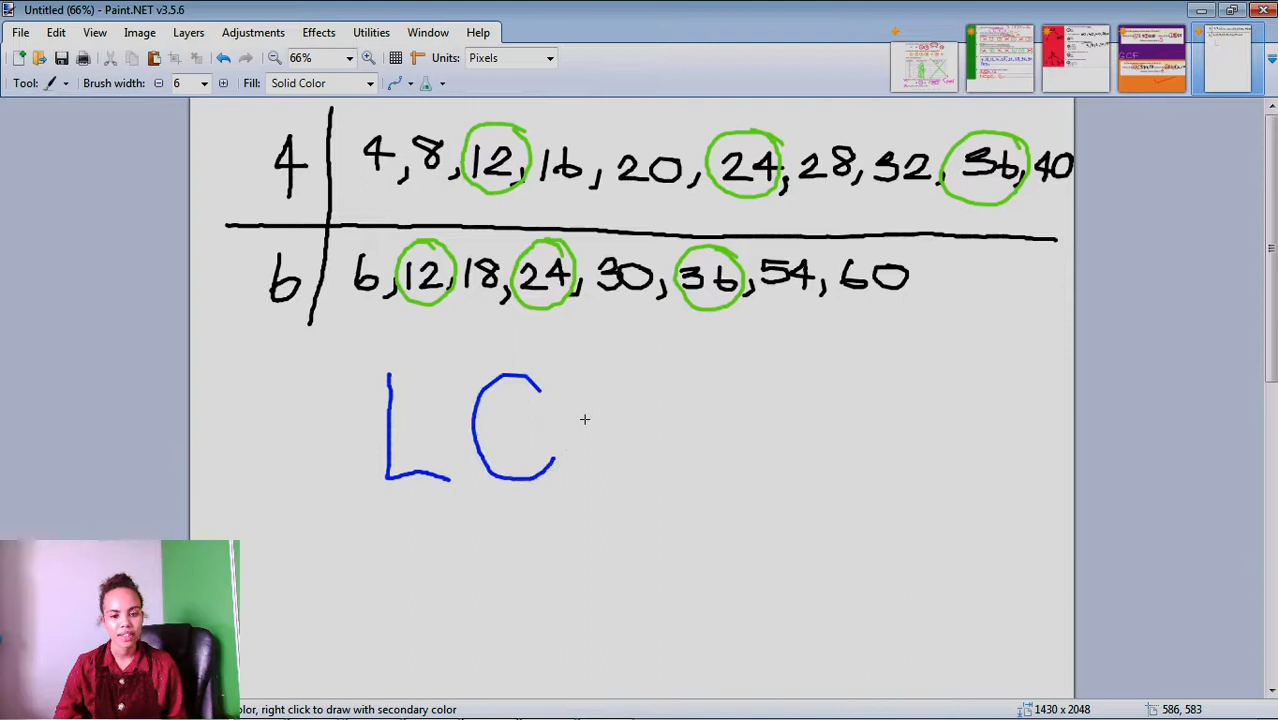 Untitled (66%) - Paint.NET v3.5.6
File Edit View Image Layers Adjustments Effects Utilities Window Help
66% Units: Pixels
Tool: Brush width: 6 Fill: Solid Color
4 4, 8, 12, 16, 20, 24, 28, 32, 36, 40
6 6, 12, 18, 24, 30, 36, 54, 60
L C
olor, right click to draw with secondary color 1430 x 2048 586, 583